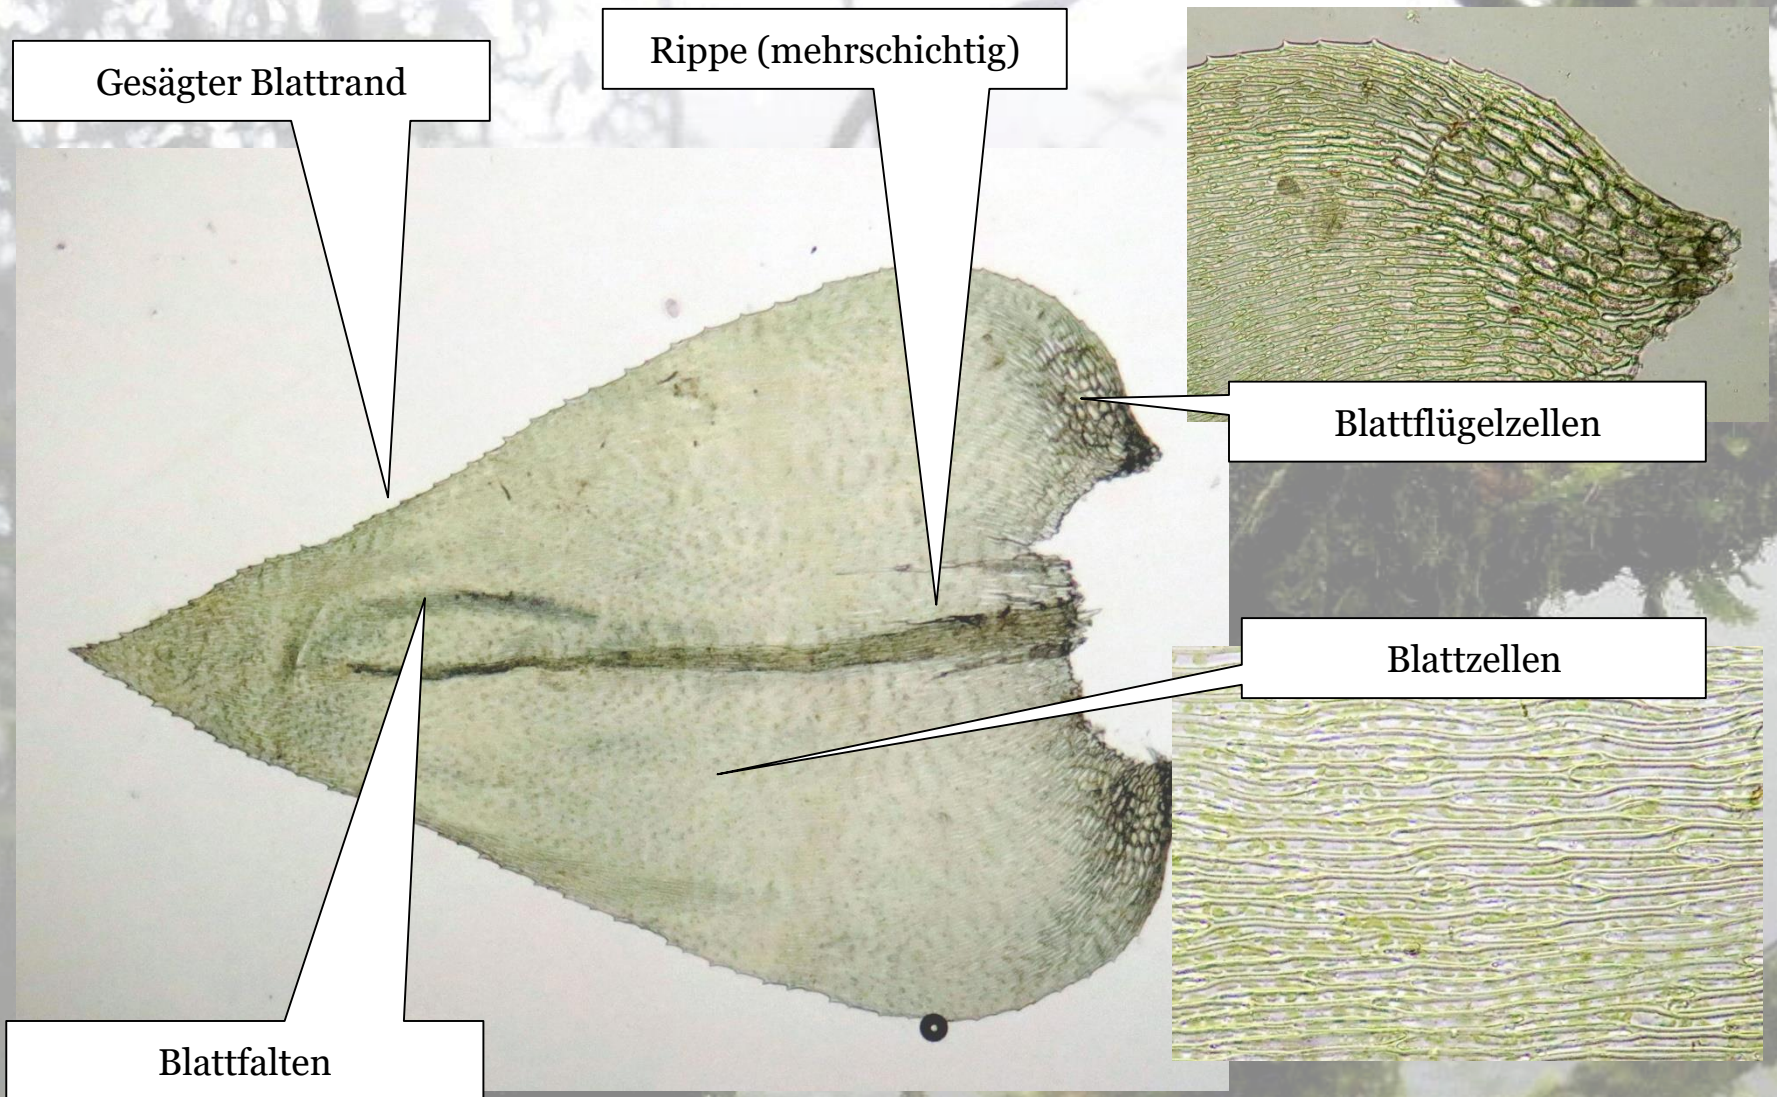 Gesägter Blattrand
Rippe (mehrschichtig)
Blattflügelzellen
Blattzellen
Blattfalten